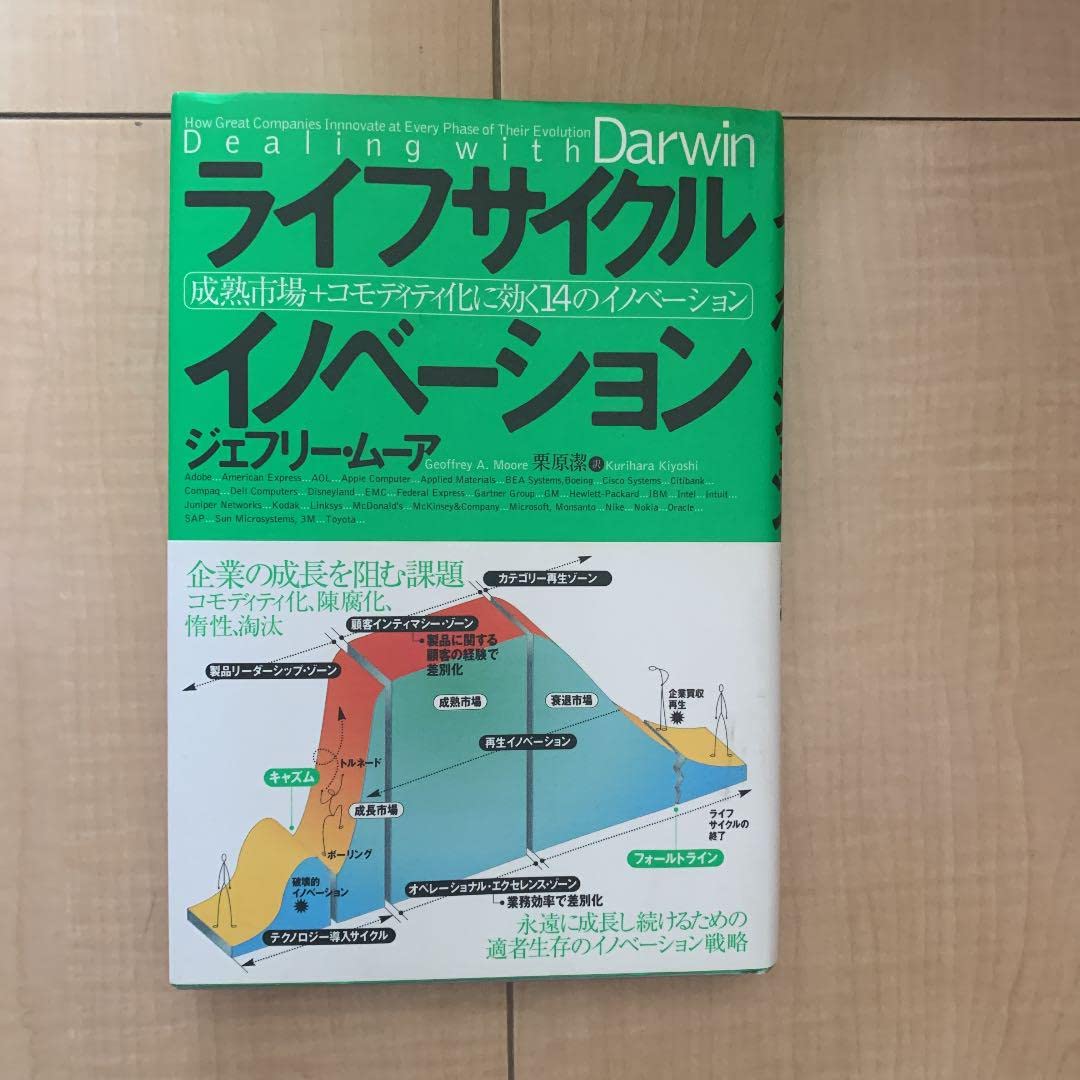 How Great Companies Innnovate at Every Phase of Their Evolution
Dealing with Darwin
ライフサイクル
成熟市場+コモディティ化に効く14のイノベーション
イノベーション
ジェフリー・ムーア Geoffrey A. Moore 栗原潔 訳 Kurihara Kiyoshi
Adobe...American Express...AOL...Apple Computer...Applied Materials...BEA Systems,Boeing...Cisco Systems...Citibank...
Compaq...Dell Computers...Disneyland...EMC...Federal Express...Gartner Group...GM...Hewlett-Packard...IBM...Intel...Intuit...
Juniper Networks...Kodak...Linksys...McDonald's...McKinsey&Company...Microsoft, Monsanto...Nike...Nokia...Oracle...
SAP...Sun Microsystems, 3M...Toyota...
企業の成長を阻む課題
コモディティ化、陳腐化、
惰性、淘汰
カテゴリー再生ゾーン
顧客インティマシー・ゾーン
製品に関する
顧客の経験で
差別化
製品リーダーシップ・ゾーン
成熟市場
衰退市場
企業買収
再生
再生イノベーション
トルネード
キャズム
成長市場
ライフ
サイクルの
終了
ボーリング
フォールトライン
破壊的
イノベーション
オペレーショナル・エクセレンス・ゾーン
業務効率で差別化
テクノロジー導入サイクル
永遠に成長し続けるための
適者生存のイノベーション戦略